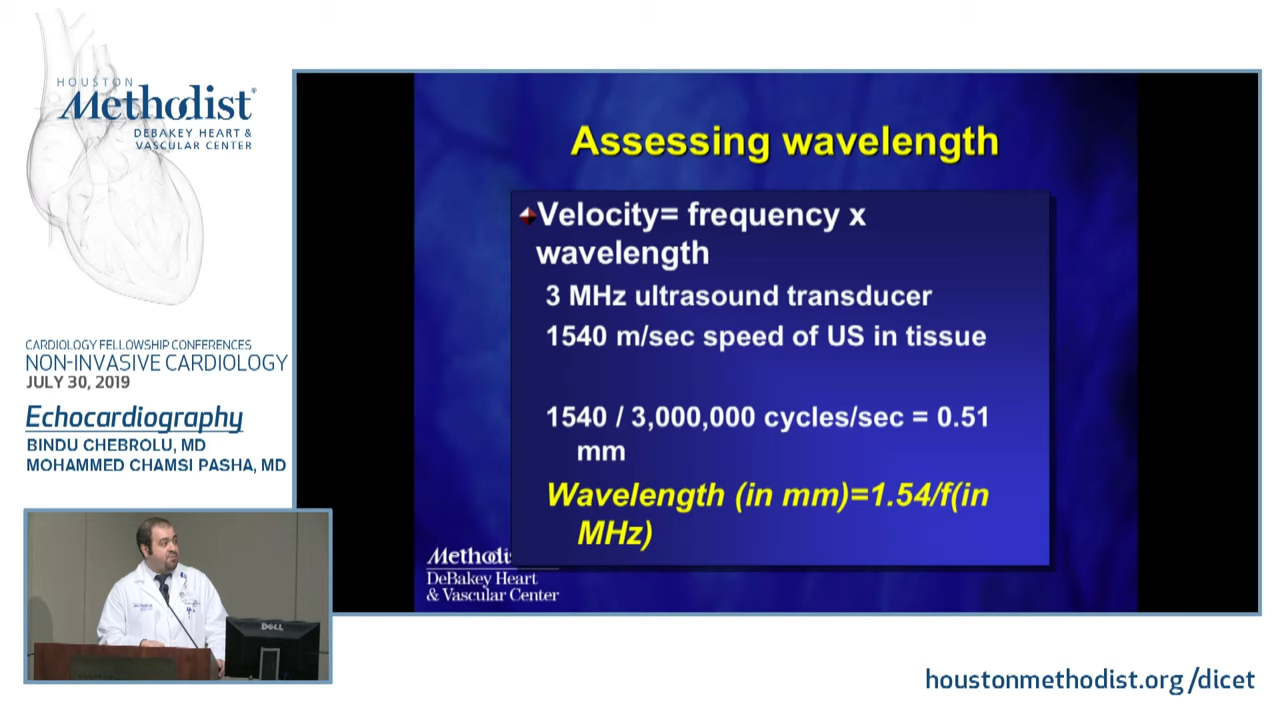 HOUSTON
Methodist®
DEBAKEY HEART &
VASCULAR CENTER
CARDIOLOGY FELLOWSHIP CONFERENCES
NON-INVASIVE CARDIOLOGY
JULY 30, 2019
Echocardiography
BINDU CHEBROLU, MD
MOHAMMED CHAMSI PASHA, MD
Assessing wavelength
Velocity= frequency x
wavelength
3 MHz ultrasound transducer
1540 m/sec speed of US in tissue
1540 / 3,000,000 cycles/sec = 0.51
mm
Wavelength (in mm)=1.54/f(in
MHz)
Methodi
DeBakey Heart
& Vascular Center
DELL
houstonmethodist.org/dicet